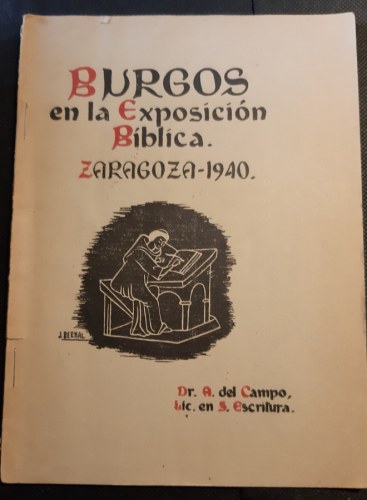 BURGOS
en la Exposición
Bíblica.
ZARAGOZA-1940.
J. BERNAL
Dr. A. del Campo,
Lic. en S. Escritura.